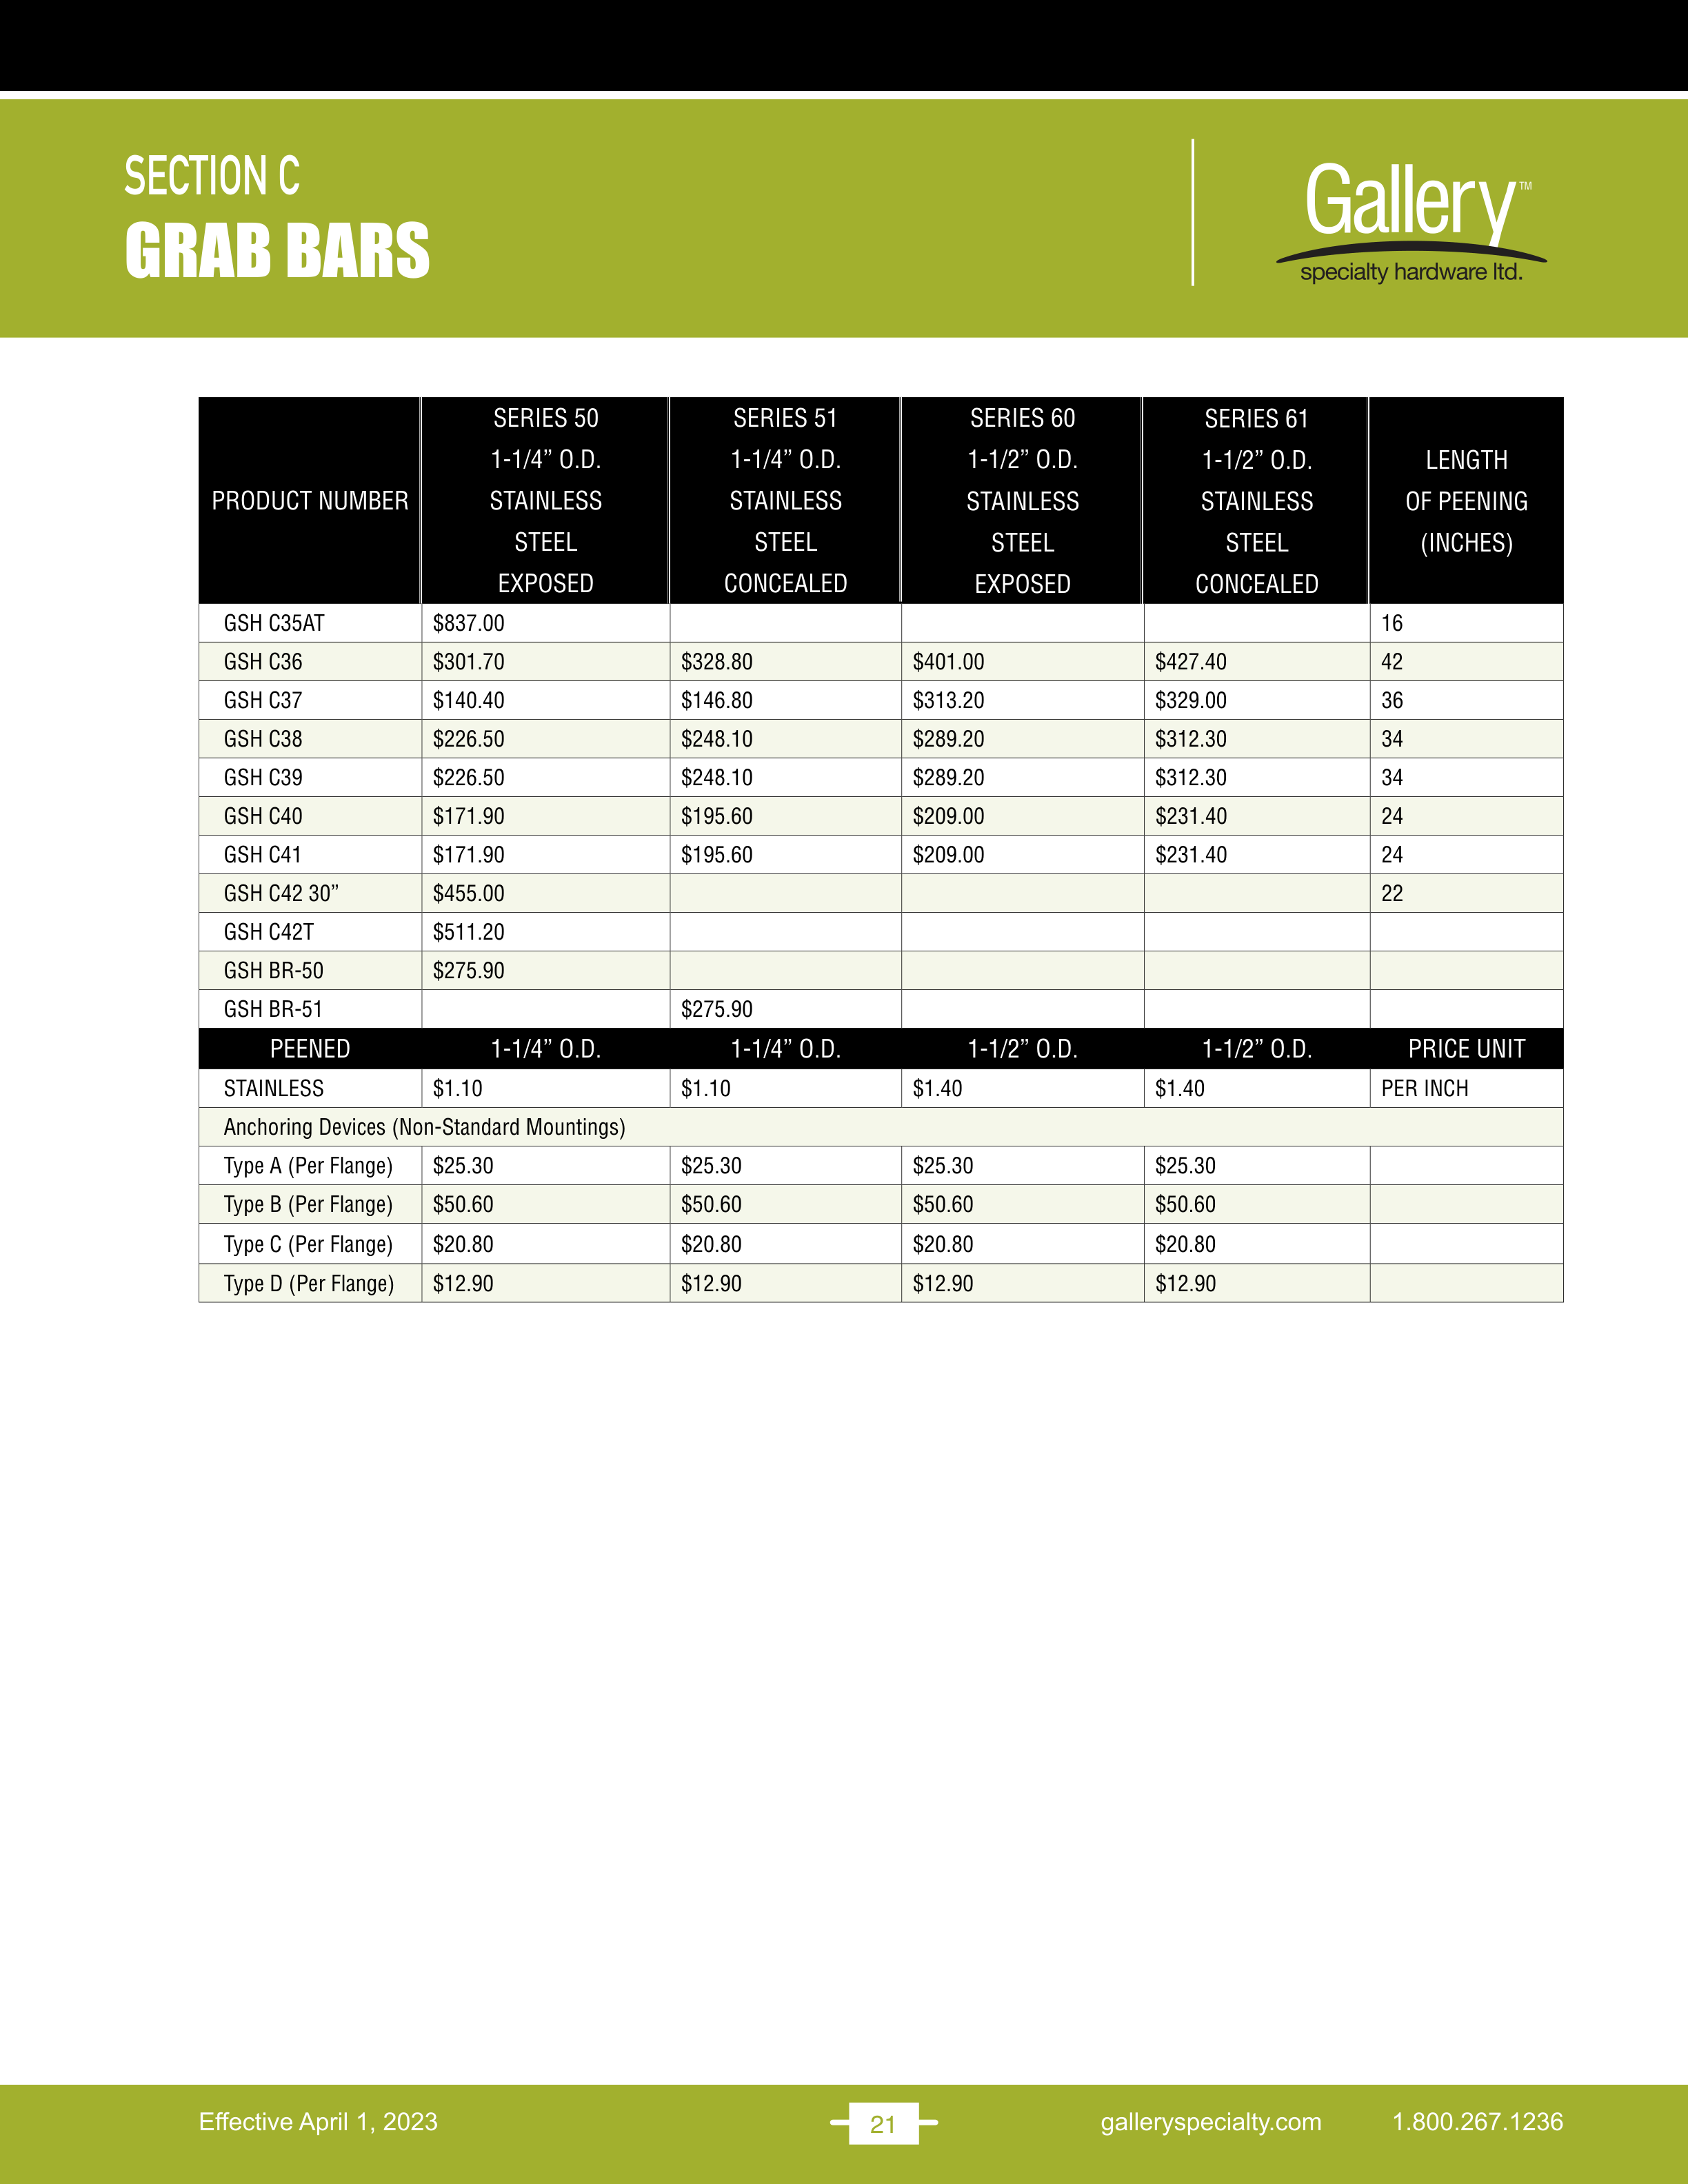 SECTION C
GRAB BARS
Gallery™
specialty hardware ltd.
PRODUCT NUMBER
SERIES 50
1-1/4” O.D.
STAINLESS
STEEL
EXPOSED
SERIES 51
1-1/4” O.D.
STAINLESS
STEEL
CONCEALED
SERIES 60
1-1/2” O.D.
STAINLESS
STEEL
EXPOSED
SERIES 61
1-1/2” O.D.
STAINLESS
STEEL
CONCEALED
LENGTH
OF PEENING
(INCHES)
GSH C35AT $837.00 16
GSH C36 $301.70 $328.80 $401.00 $427.40 42
GSH C37 $140.40 $146.80 $313.20 $329.00 36
GSH C38 $226.50 $248.10 $289.20 $312.30 34
GSH C39 $226.50 $248.10 $289.20 $312.30 34
GSH C40 $171.90 $195.60 $209.00 $231.40 24
GSH C41 $171.90 $195.60 $209.00 $231.40 24
GSH C42 30” $455.00 22
GSH C42T $511.20
GSH BR-50 $275.90
GSH BR-51 $275.90
PEENED 1-1/4” O.D. 1-1/4” O.D. 1-1/2” O.D. 1-1/2” O.D. PRICE UNIT
STAINLESS $1.10 $1.10 $1.40 $1.40 PER INCH
Anchoring Devices (Non-Standard Mountings)
Type A (Per Flange) $25.30 $25.30 $25.30 $25.30
Type B (Per Flange) $50.60 $50.60 $50.60 $50.60
Type C (Per Flange) $20.80 $20.80 $20.80 $20.80
Type D (Per Flange) $12.90 $12.90 $12.90 $12.90
Effective April 1, 2023 21 galleryspecialty.com 1.800.267.1236